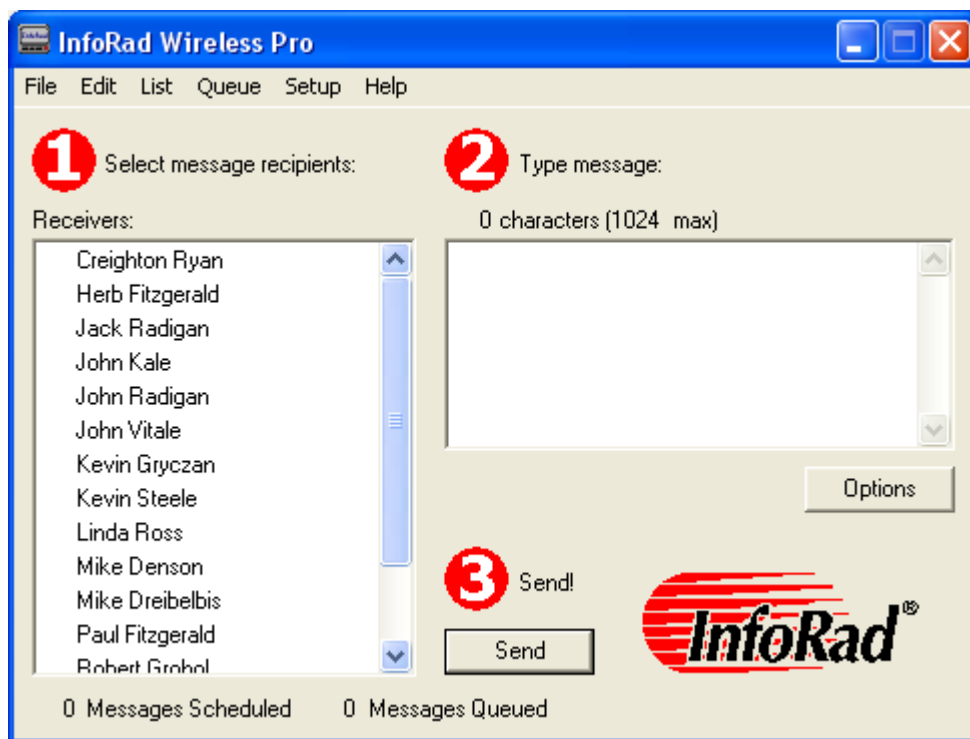 InfoRad Wireless Pro
File Edit List Queue Setup Help
1 Select message recipients:
2 Type message:
Receivers:
0 characters (1024 max)
Creighton Ryan
Herb Fitzgerald
Jack Radigan
John Kale
John Radigan
John Vitale
Kevin Gryczan
Kevin Steele
Linda Ross
Mike Denson
Mike Dreibelbis
Paul Fitzgerald
Robert Grohol
Options
3 Send!
Send
InfoRad®
0 Messages Scheduled
0 Messages Queued